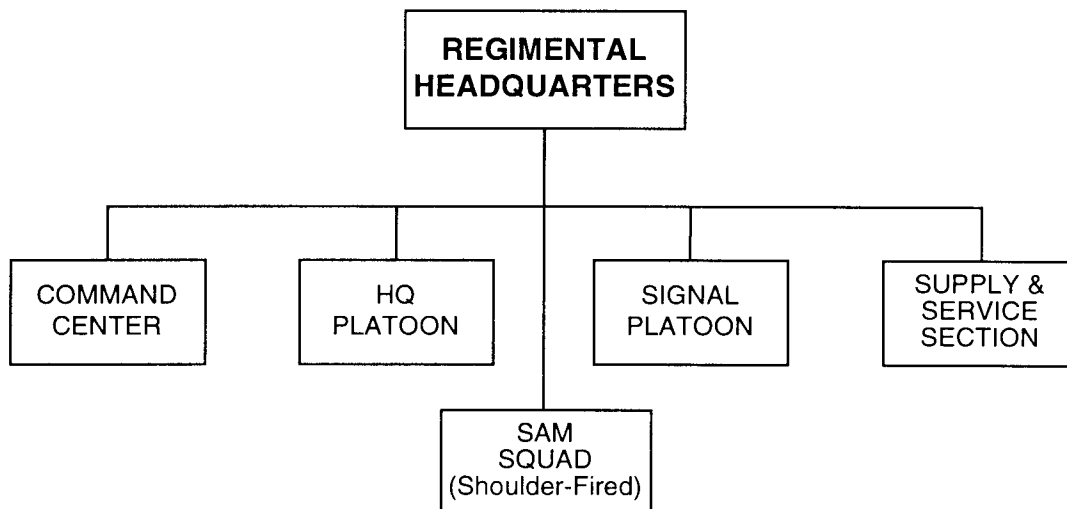 REGIMENTAL
HEADQUARTERS
COMMAND
CENTER
HQ
PLATOON
SIGNAL
PLATOON
SUPPLY &
SERVICE
SECTION
SAM
SQUAD
(Shoulder-Fired)